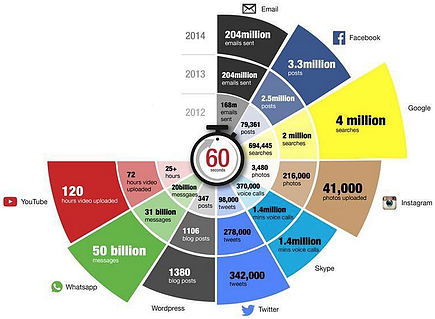 Email
2014
204million
emails sent
Facebook
3.3million
posts
2013
204million
emails sent
2.5million
posts
Google
4 million
searches
2012
168m
emails
sent
79,361
posts
2 million
searches
694,445
searches
60
seconds
3,480
photos
216,000
photos
41,000
photos uploaded
Instagram
YouTube
120
hours video uploaded
72
hours video
uploaded
25+
hours
20billion
messages
347
posts
98,000
tweets
370,000
voice calls
1.4million
mins voice calls
1.4million
mins voice calls
Skype
31 billion
messages
1106
blog posts
278,000
tweets
50 billion
messages
Whatsapp
1380
blog posts
Wordpress
342,000
tweets
Twitter